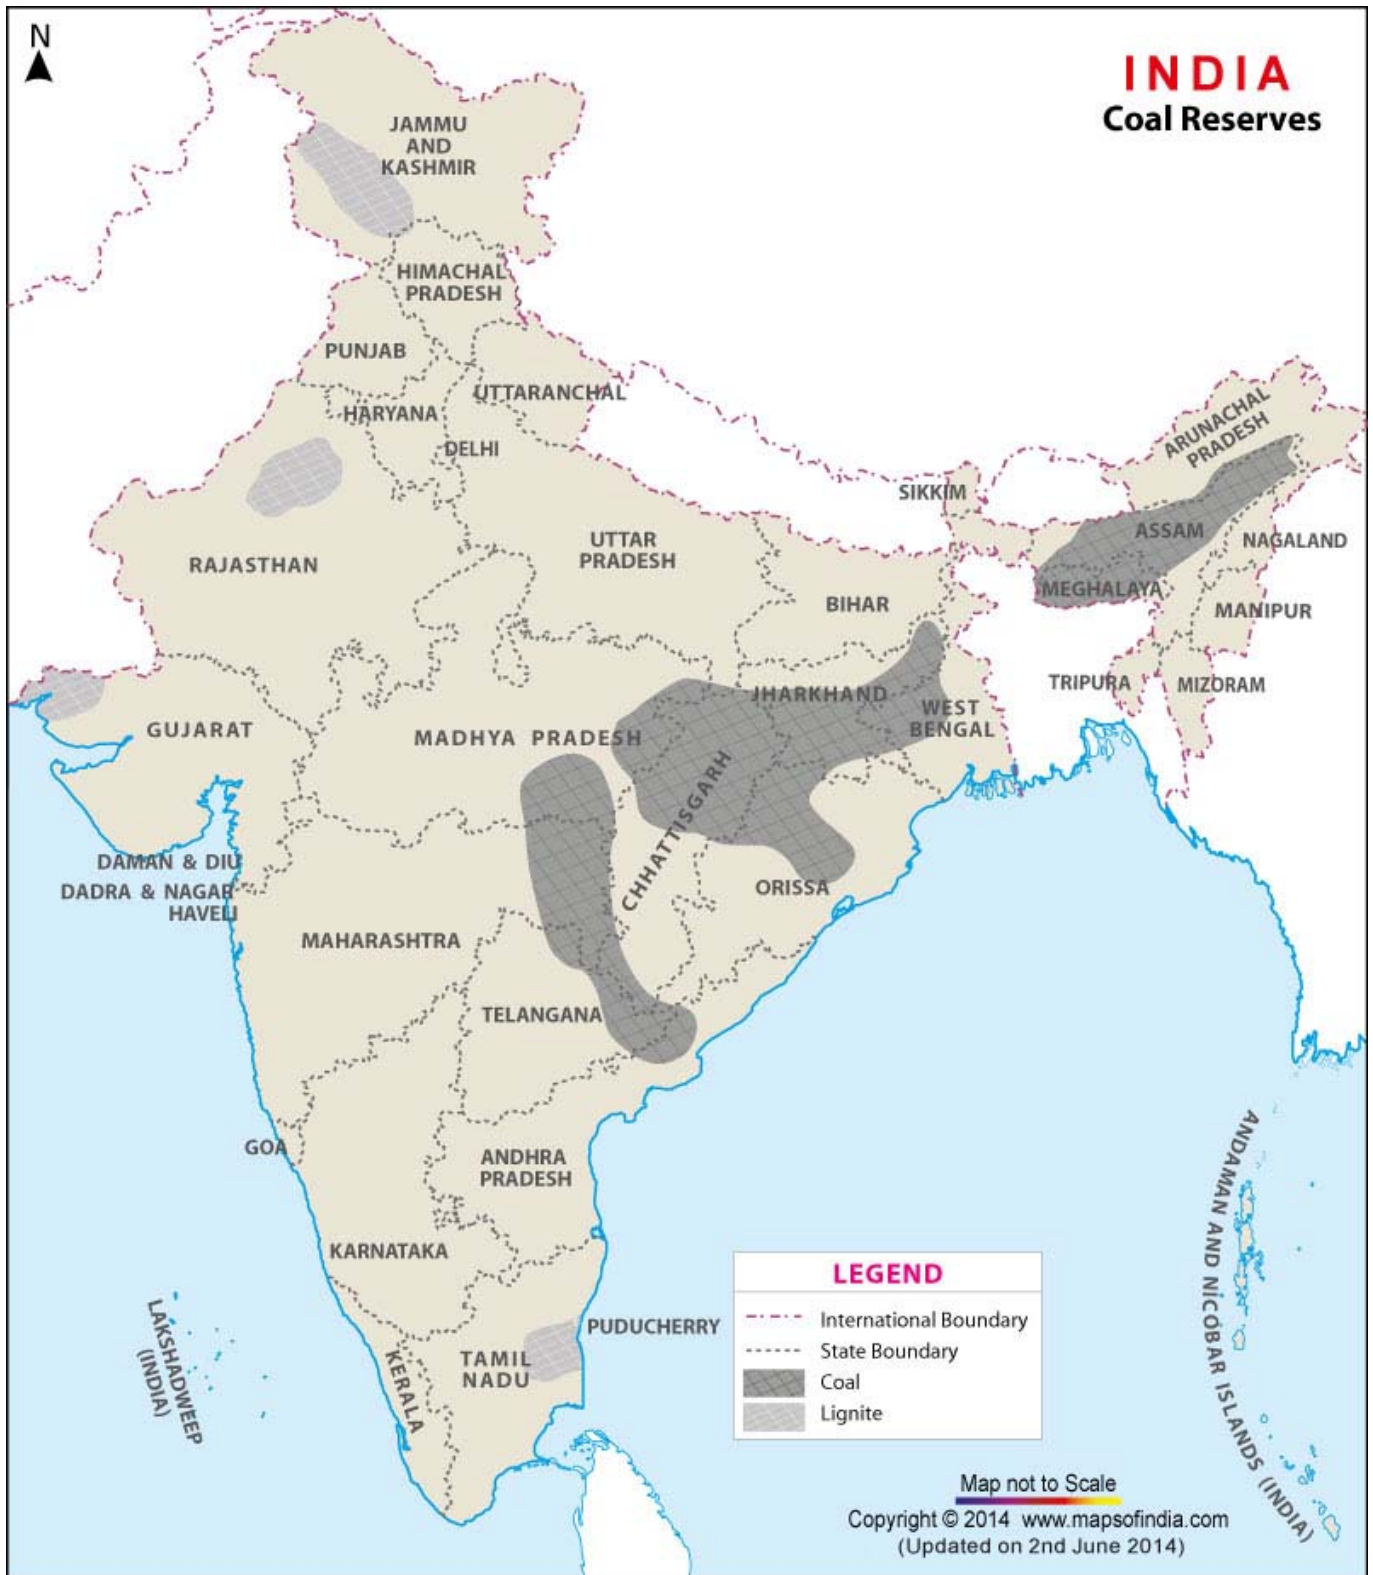 N
INDIA
Coal Reserves
JAMMU
AND
KASHMIR
HIMACHAL
PRADESH
PUNJAB
UTTARANCHAL
HARYANA
DELHI
ARUNACHAL
PRADESH
SIKKIM
RAJASTHAN
UTTAR
PRADESH
ASSAM
NAGALAND
MEGHALAYA
BIHAR
MANIPUR
TRIPURA
MIZORAM
JHARKHAND
WEST
BENGAL
GUJARAT
MADHYA PRADESH
CHHATTISGARH
DAMAN & DIU
DADRA & NAGAR
HAVELI
ORISSA
MAHARASHTRA
TELANGANA
GOA
ANDHRA
PRADESH
KARNATAKA
ANDAMAN AND NICOBAR ISLANDS (INDIA)
LAKSHADWEEP
(INDIA)
KERALA
TAMIL
NADU
PUDUCHERRY
LEGEND
International Boundary
State Boundary
Coal
Lignite
Map not to Scale
Copyright © 2014 www.mapsofindia.com
(Updated on 2nd June 2014)